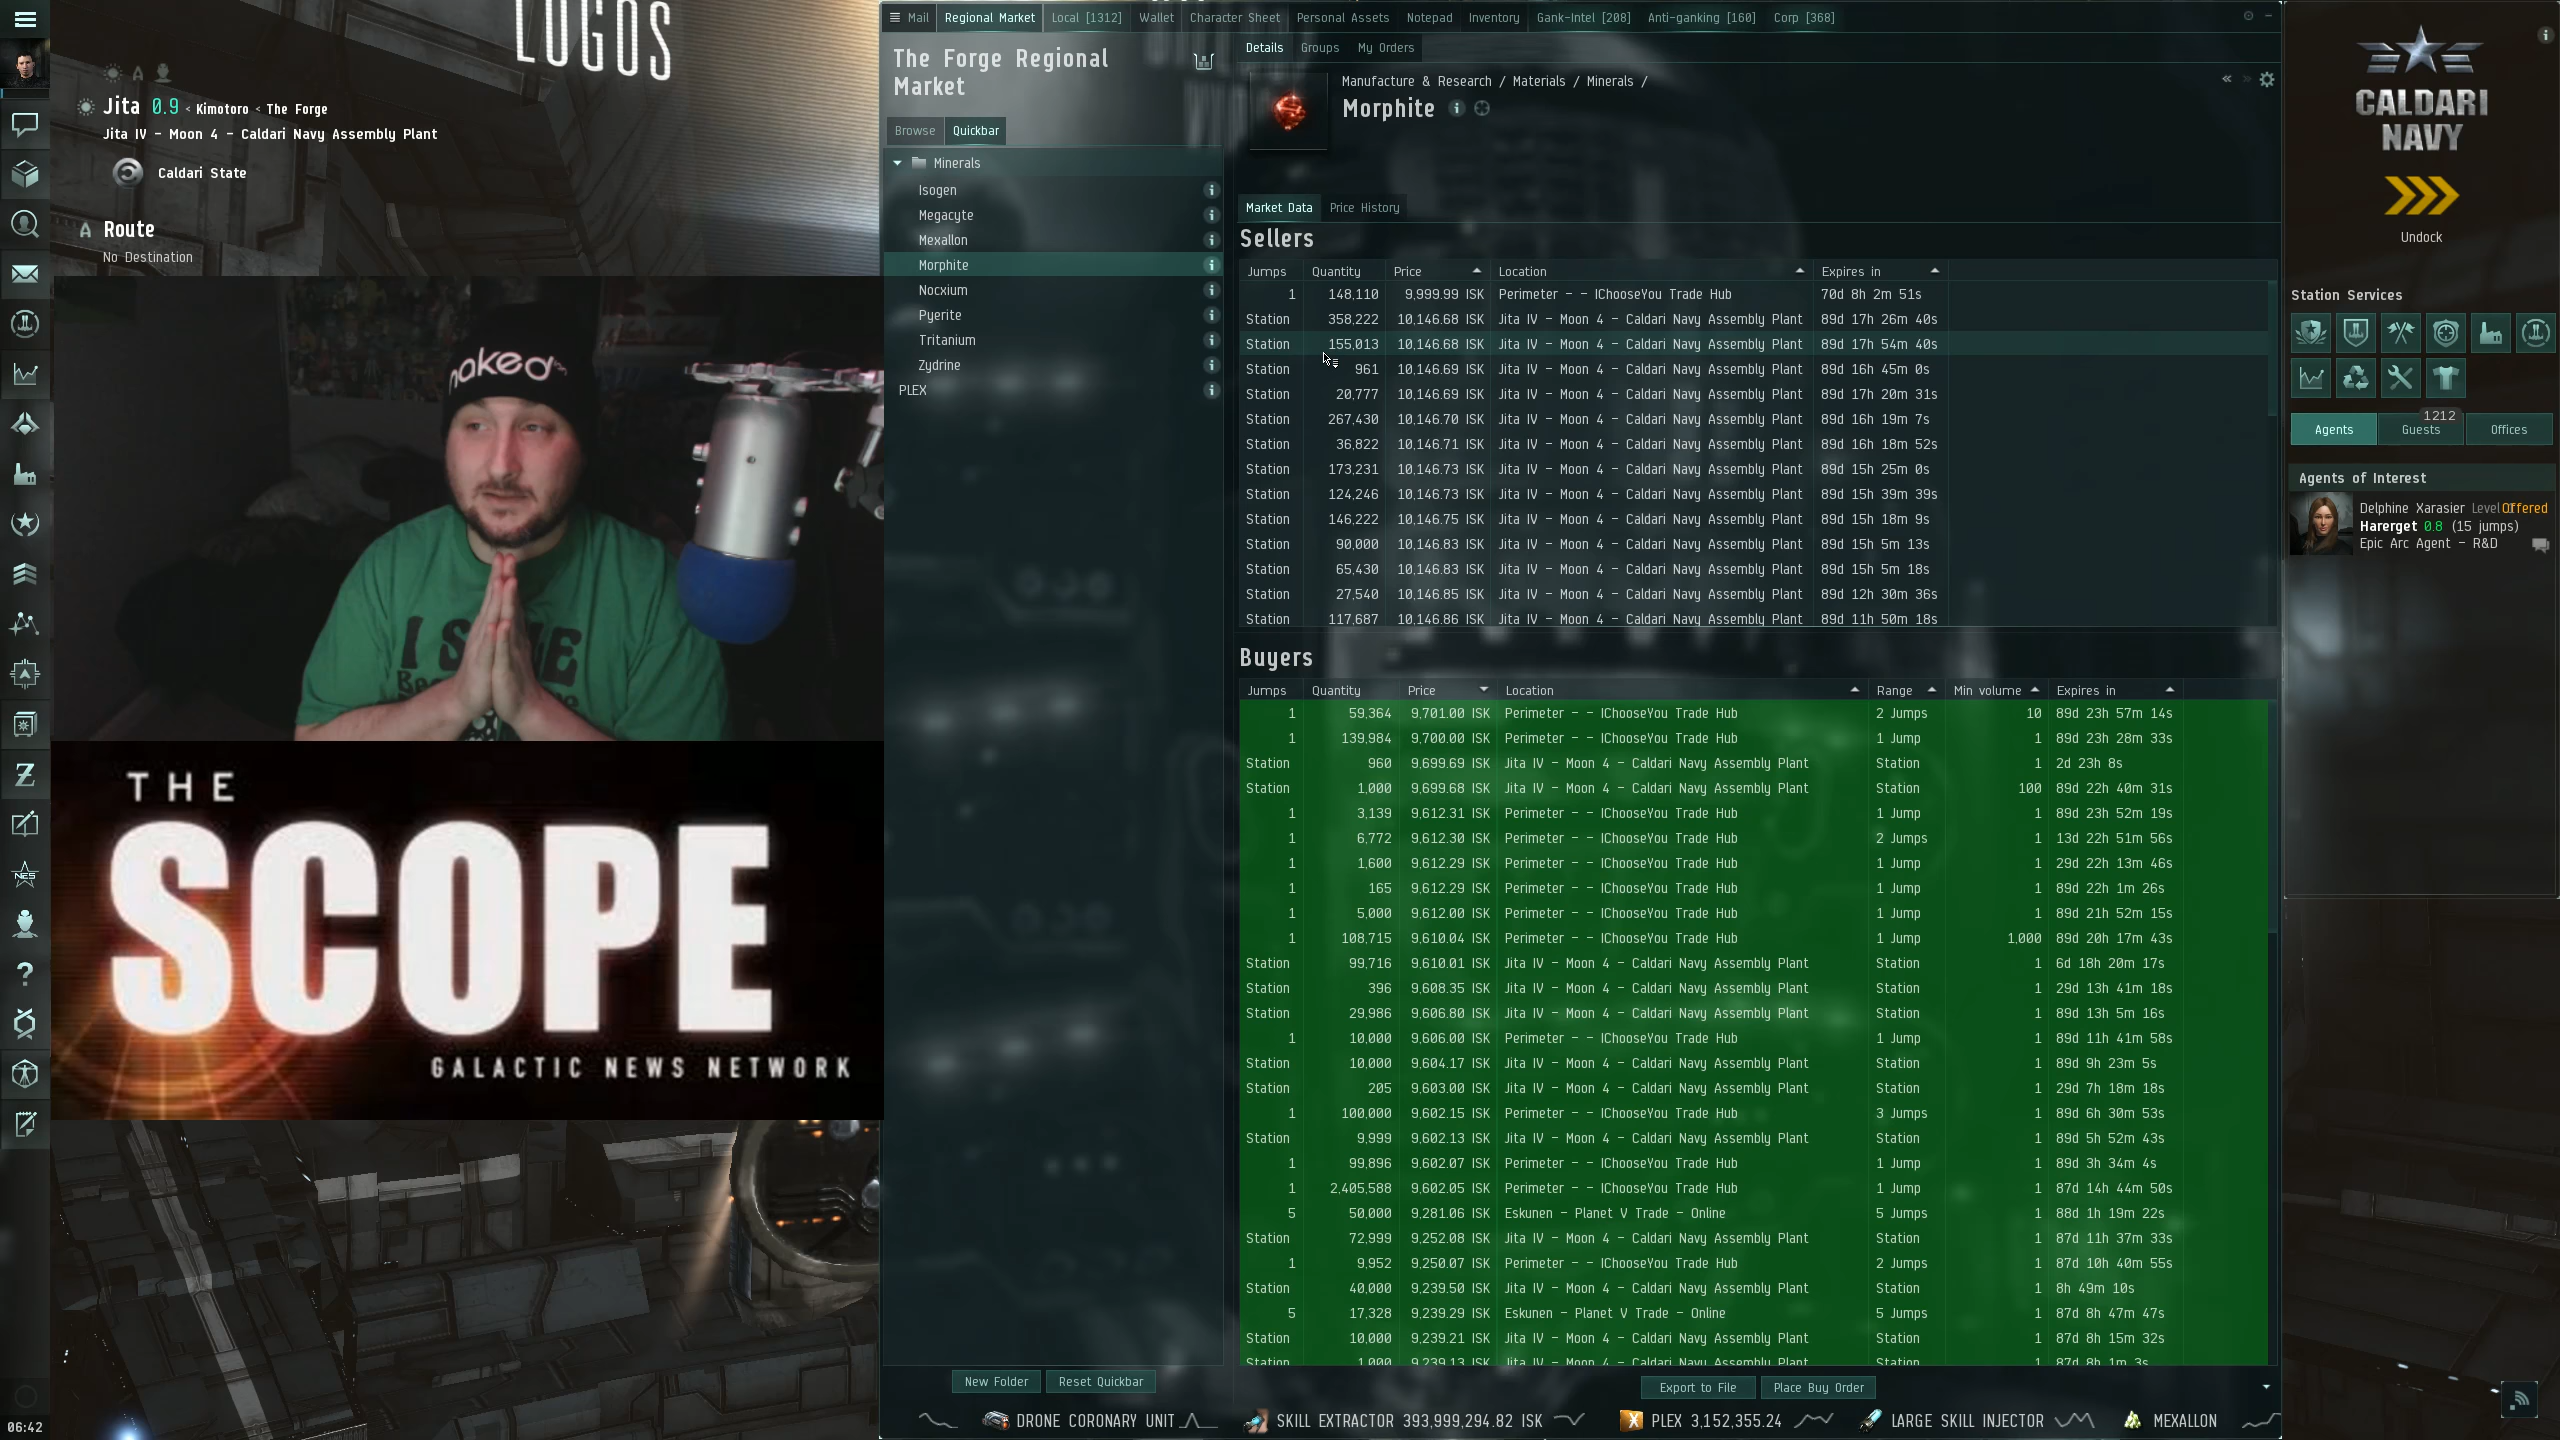 LOGOS
Jita 0.9 < Kimotoro < The Forge
Jita IV - Moon 4 - Caldari Navy Assembly Plant
Caldari State
Route
No Destination
naked
THE
SCOPE
GALACTIC NEWS NETWORK
06:42
Mail Regional Market Local [1312] Wallet Character Sheet Personal Assets Notepad Inventory Gank-Intel [208] Anti-ganking [160] Corp [368]
The Forge Regional
Market
Browse Quickbar
Minerals
Isogen
Megacyte
Mexallon
Morphite
Nocxium
Pyerite
Tritanium
Zydrine
PLEX
New Folder Reset Quickbar
Details Groups My Orders
Manufacture & Research / Materials / Minerals /
Morphite
Market Data Price History
Sellers
Jumps Quantity Price Location Expires in
1 148,110 9,999.99 ISK Perimeter - - IChooseYou Trade Hub 70d 8h 2m 51s
Station 358,222 10,146.68 ISK Jita IV - Moon 4 - Caldari Navy Assembly Plant 89d 17h 26m 40s
Station 155,013 10,146.68 ISK Jita IV - Moon 4 - Caldari Navy Assembly Plant 89d 17h 54m 40s
Station 961 10,146.69 ISK Jita IV - Moon 4 - Caldari Navy Assembly Plant 89d 16h 45m 0s
Station 20,777 10,146.69 ISK Jita IV - Moon 4 - Caldari Navy Assembly Plant 89d 17h 20m 31s
Station 267,430 10,146.70 ISK Jita IV - Moon 4 - Caldari Navy Assembly Plant 89d 16h 19m 7s
Station 36,822 10,146.71 ISK Jita IV - Moon 4 - Caldari Navy Assembly Plant 89d 16h 18m 52s
Station 173,231 10,146.73 ISK Jita IV - Moon 4 - Caldari Navy Assembly Plant 89d 15h 25m 0s
Station 124,246 10,146.73 ISK Jita IV - Moon 4 - Caldari Navy Assembly Plant 89d 15h 39m 39s
Station 146,222 10,146.75 ISK Jita IV - Moon 4 - Caldari Navy Assembly Plant 89d 15h 18m 9s
Station 90,000 10,146.83 ISK Jita IV - Moon 4 - Caldari Navy Assembly Plant 89d 15h 5m 13s
Station 65,430 10,146.83 ISK Jita IV - Moon 4 - Caldari Navy Assembly Plant 89d 15h 5m 18s
Station 27,540 10,146.85 ISK Jita IV - Moon 4 - Caldari Navy Assembly Plant 89d 12h 30m 36s
Station 117,687 10,146.86 ISK Jita IV - Moon 4 - Caldari Navy Assembly Plant 89d 11h 50m 18s
Buyers
Jumps Quantity Price Location Range Min volume Expires in
1 59,364 9,701.00 ISK Perimeter - - IChooseYou Trade Hub 2 Jumps 10 89d 23h 57m 14s
1 139,984 9,700.00 ISK Perimeter - - IChooseYou Trade Hub 1 Jump 1 89d 23h 28m 33s
Station 960 9,699.69 ISK Jita IV - Moon 4 - Caldari Navy Assembly Plant Station 1 2d 23h 8s
Station 1,000 9,699.68 ISK Jita IV - Moon 4 - Caldari Navy Assembly Plant Station 100 89d 22h 40m 31s
1 3,139 9,612.31 ISK Perimeter - - IChooseYou Trade Hub 1 Jump 1 89d 23h 52m 19s
1 6,772 9,612.30 ISK Perimeter - - IChooseYou Trade Hub 2 Jumps 1 13d 22h 51m 56s
1 1,600 9,612.29 ISK Perimeter - - IChooseYou Trade Hub 1 Jump 1 29d 22h 13m 46s
1 165 9,612.29 ISK Perimeter - - IChooseYou Trade Hub 1 Jump 1 89d 22h 1m 26s
1 5,000 9,612.00 ISK Perimeter - - IChooseYou Trade Hub 1 Jump 1 89d 21h 52m 15s
1 108,715 9,610.04 ISK Perimeter - - IChooseYou Trade Hub 1 Jump 1,000 89d 20h 17m 43s
Station 99,716 9,610.01 ISK Jita IV - Moon 4 - Caldari Navy Assembly Plant Station 1 6d 18h 20m 17s
Station 396 9,608.35 ISK Jita IV - Moon 4 - Caldari Navy Assembly Plant Station 1 29d 13h 41m 18s
Station 29,986 9,606.80 ISK Jita IV - Moon 4 - Caldari Navy Assembly Plant Station 1 89d 13h 5m 16s
1 10,000 9,606.00 ISK Perimeter - - IChooseYou Trade Hub 1 Jump 1 89d 11h 41m 58s
Station 10,000 9,604.17 ISK Jita IV - Moon 4 - Caldari Navy Assembly Plant Station 1 89d 9h 23m 5s
Station 205 9,603.00 ISK Jita IV - Moon 4 - Caldari Navy Assembly Plant Station 1 29d 7h 18m 18s
1 100,000 9,602.15 ISK Perimeter - - IChooseYou Trade Hub 3 Jumps 1 89d 6h 30m 53s
Station 9,999 9,602.13 ISK Jita IV - Moon 4 - Caldari Navy Assembly Plant Station 1 89d 5h 52m 43s
1 99,896 9,602.07 ISK Perimeter - - IChooseYou Trade Hub 1 Jump 1 89d 3h 34m 4s
1 2,405,588 9,602.05 ISK Perimeter - - IChooseYou Trade Hub 1 Jump 1 87d 14h 44m 50s
5 50,000 9,281.06 ISK Eskunen - Planet V Trade - Online 5 Jumps 1 88d 1h 19m 22s
Station 72,999 9,252.08 ISK Jita IV - Moon 4 - Caldari Navy Assembly Plant Station 1 87d 11h 37m 33s
1 9,952 9,250.07 ISK Perimeter - - IChooseYou Trade Hub 2 Jumps 1 87d 10h 40m 55s
Station 40,000 9,239.50 ISK Jita IV - Moon 4 - Caldari Navy Assembly Plant Station 1 8h 49m 10s
5 17,328 9,239.29 ISK Eskunen - Planet V Trade - Online 5 Jumps 1 87d 8h 47m 47s
Station 10,000 9,239.21 ISK Jita IV - Moon 4 - Caldari Navy Assembly Plant Station 1 87d 8h 15m 32s
Station 1,000 9,239.13 ISK Jita IV - Moon 4 - Caldari Navy Assembly Plant Station 1 87d 8h 1m 3s
Export to File Place Buy Order
DRONE CORONARY UNIT SKILL EXTRACTOR 393,999,294.82 ISK PLEX 3,152,355.24 LARGE SKILL INJECTOR MEXALLON
CALDARI
NAVY
Undock
Station Services
1212
Agents Guests Offices
Agents of Interest
Delphine Xarasier Level Offered
Harerget 0.8 (15 jumps)
Epic Arc Agent - R&D